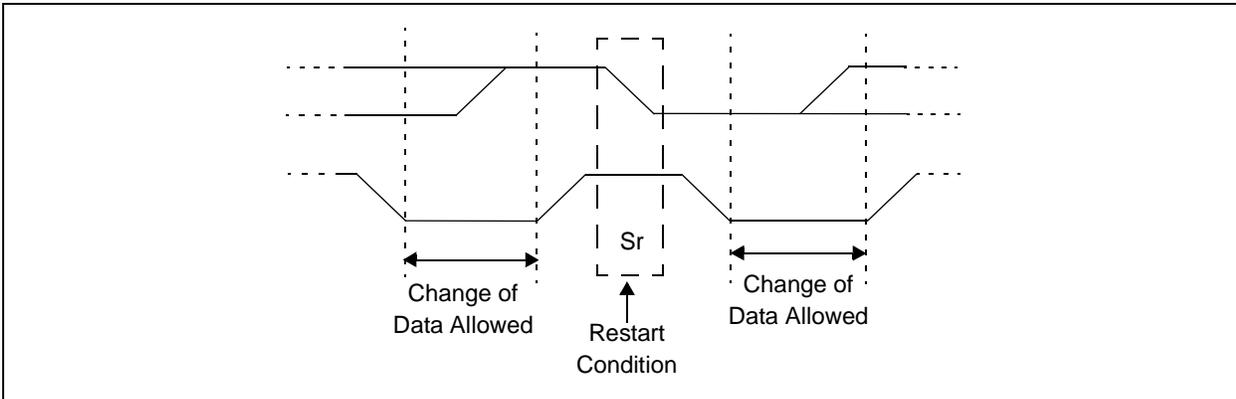 Sr
Change of
Data Allowed
Restart
Condition
Change of
Data Allowed